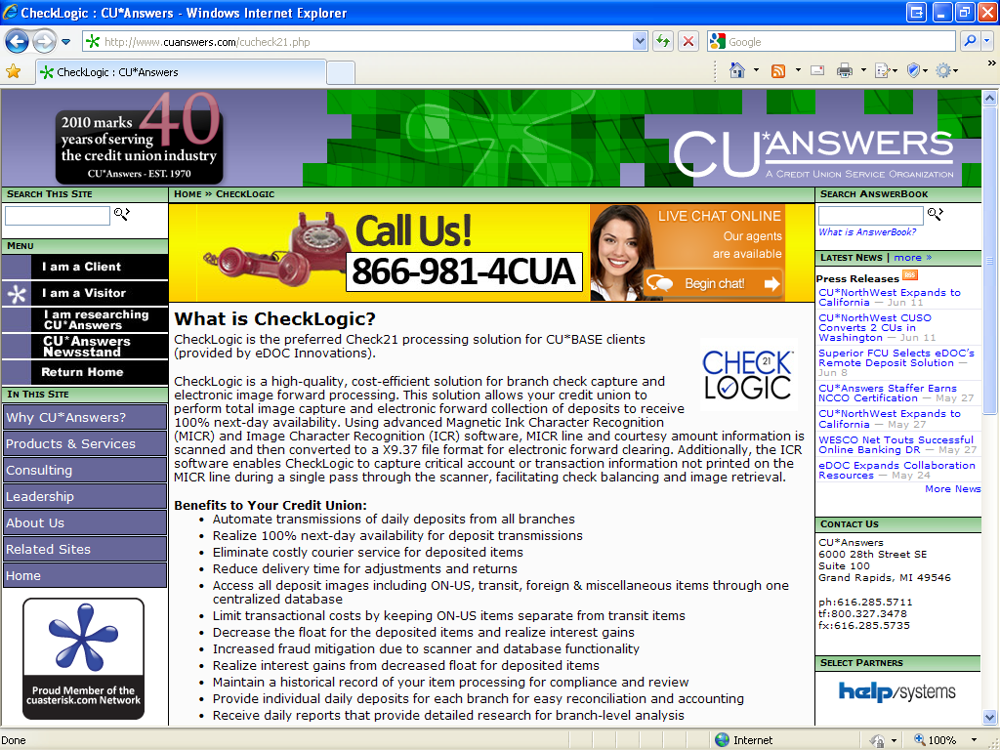 CheckLogic : CU*Answers - Windows Internet Explorer
http://www.cuanswers.com/cucheck21.php
Google
CheckLogic : CU*Answers
2010 marks 40
years of serving
the credit union industry
CU*Answers - EST. 1970
CU*ANSWERS
A CREDIT UNION SERVICE ORGANIZATION
SEARCH THIS SITE
MENU
I am a Client
I am a Visitor
I am researching
CU*Answers
CU*Answers
Newsstand
Return Home
IN THIS SITE
Why CU*Answers?
Products & Services
Consulting
Leadership
About Us
Related Sites
Home
Proud Member of the
cuasterisk.com Network
HOME » CHECKLOGIC
Call Us!
866-981-4CUA
LIVE CHAT ONLINE
Our agents
are available
Begin chat!
What is CheckLogic?
CheckLogic is the preferred Check21 processing solution for CU*BASE clients
(provided by eDOC Innovations).
CHECK
21
LOGIC
CheckLogic is a high-quality, cost-efficient solution for branch check capture and
electronic image forward processing. This solution allows your credit union to
perform total image capture and electronic forward collection of deposits to receive
100% next-day availability. Using advanced Magnetic Ink Character Recognition
(MICR) and Image Character Recognition (ICR) software, MICR line and courtesy amount information is
scanned and then converted to a X9.37 file format for electronic forward clearing. Additionally, the ICR
software enables CheckLogic to capture critical account or transaction information not printed on the
MICR line during a single pass through the scanner, facilitating check balancing and image retrieval.
Benefits to Your Credit Union:
• Automate transmissions of daily deposits from all branches
• Realize 100% next-day availability for deposit transmissions
• Eliminate costly courier service for deposited items
• Reduce delivery time for adjustments and returns
• Access all deposit images including ON-US, transit, foreign & miscellaneous items through one
centralized database
• Limit transactional costs by keeping ON-US items separate from transit items
• Decrease the float for the deposited items and realize interest gains
• Increased fraud mitigation due to scanner and database functionality
• Realize interest gains from decreased float for deposited items
• Maintain a historical record of your item processing for compliance and review
• Provide individual daily deposits for each branch for easy reconciliation and accounting
• Receive daily reports that provide detailed research for branch-level analysis
SEARCH ANSWERBOOK
What is AnswerBook?
LATEST NEWS | more »
Press Releases RSS
CU*NorthWest Expands to
California — Jun 11
CU*NorthWest CUSO
Converts 2 CUs in
Washington — Jun 11
Superior FCU Selects eDOC's
Remote Deposit Solution —
Jun 8
CU*Answers Staffer Earns
NCCO Certification — May 27
CU*NorthWest Expands to
California — May 27
WESCO Net Touts Successful
Online Banking DR — May 27
eDOC Expands Collaboration
Resources — May 24
More News
CONTACT US
CU*Answers
6000 28th Street SE
Suite 100
Grand Rapids, MI 49546
ph:616.285.5711
tf:800.327.3478
fx:616.285.5735
SELECT PARTNERS
help/systems
Done
Internet
100%